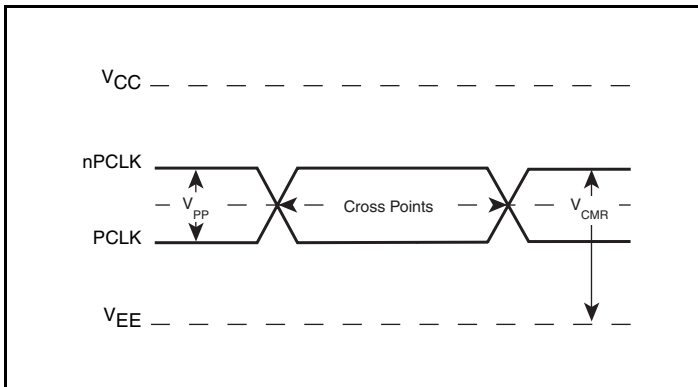 VCC
nPCLK
VPP
Cross Points
VCMR
PCLK
VEE